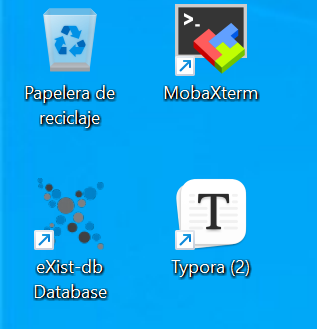 Papelera de
reciclaje
>_
MobaXterm
eXist-db
Database
T
Typora (2)